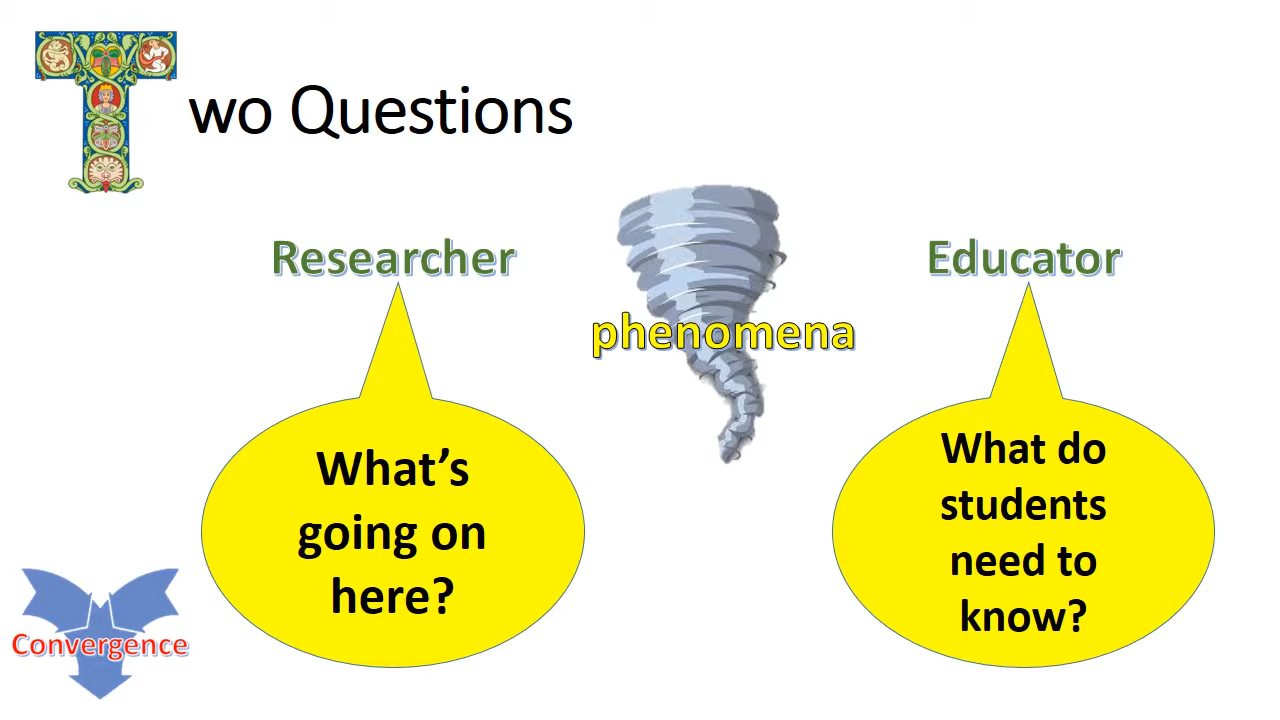 Two Questions
Researcher
Educator
phenomena
What's
going on
here?
What do
students
need to
know?
Convergence